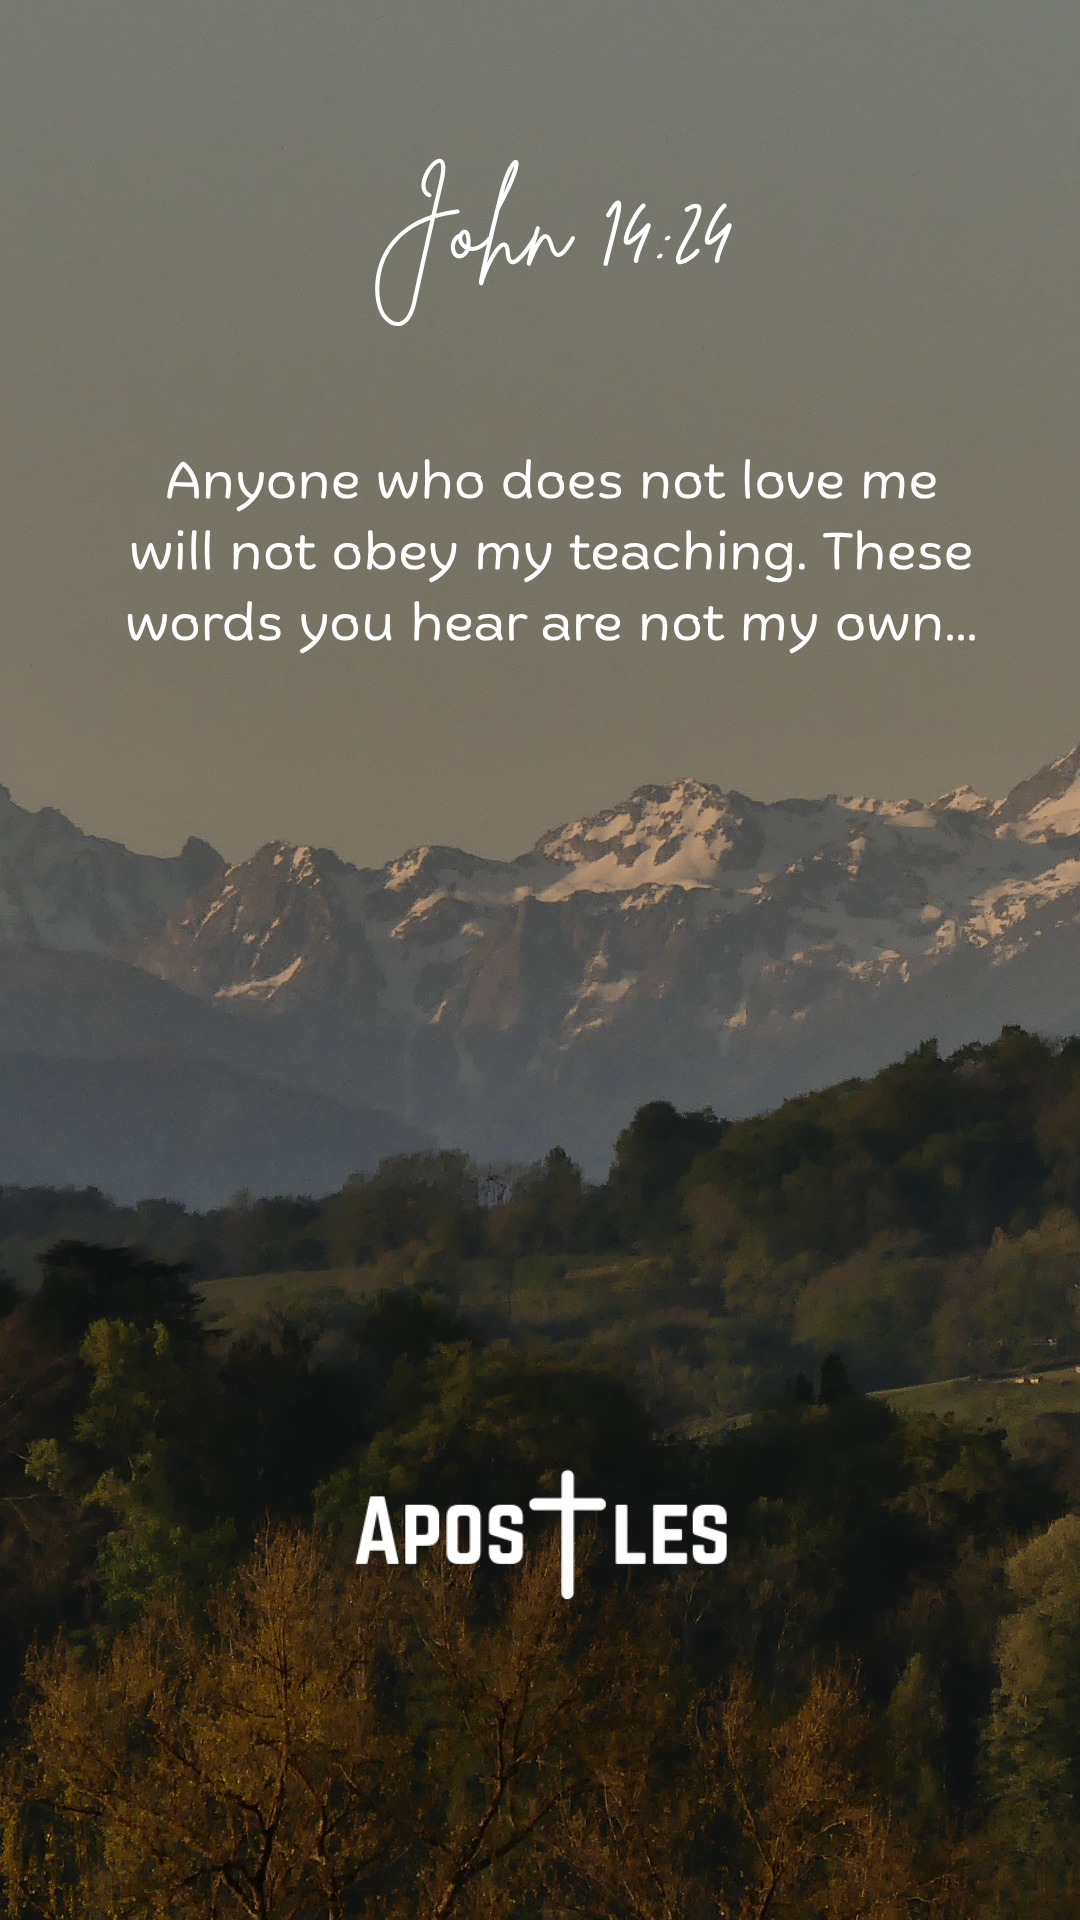 John 14:24
Anyone who does not love me
will not obey my teaching. These
words you hear are not my own...
APOSTLES